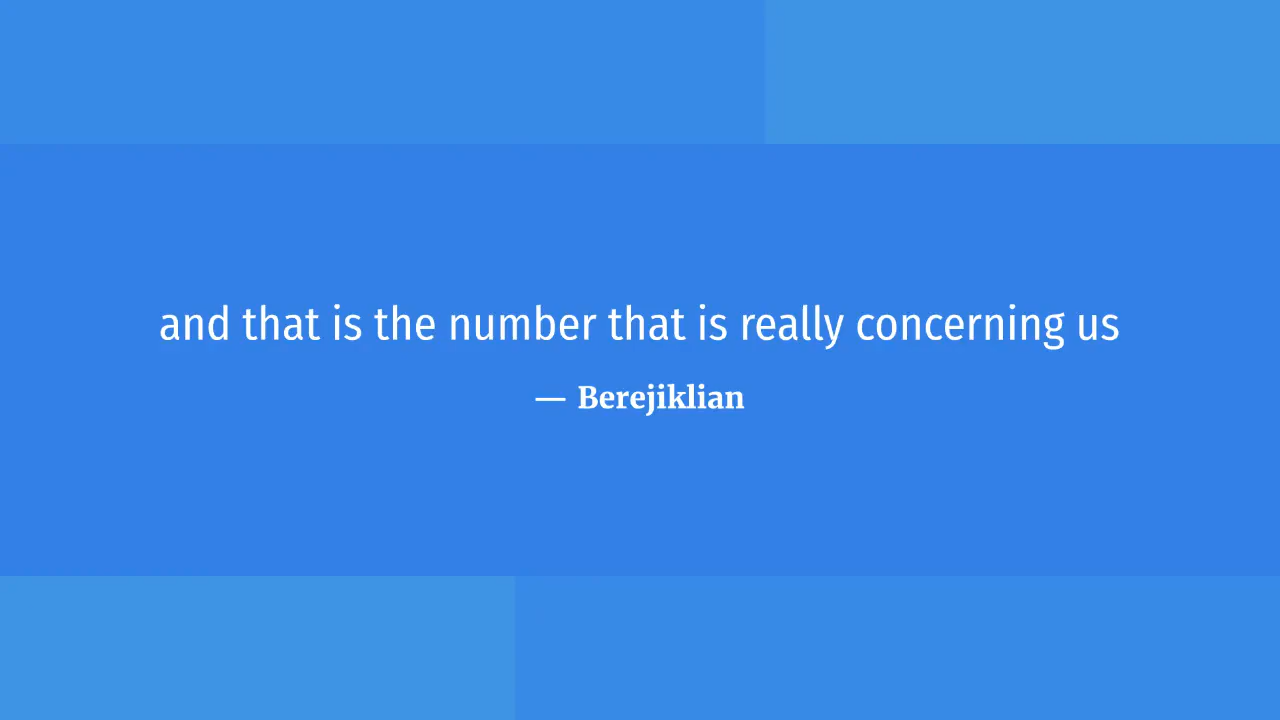 and that is the number that is really concerning us
— Berejiklian